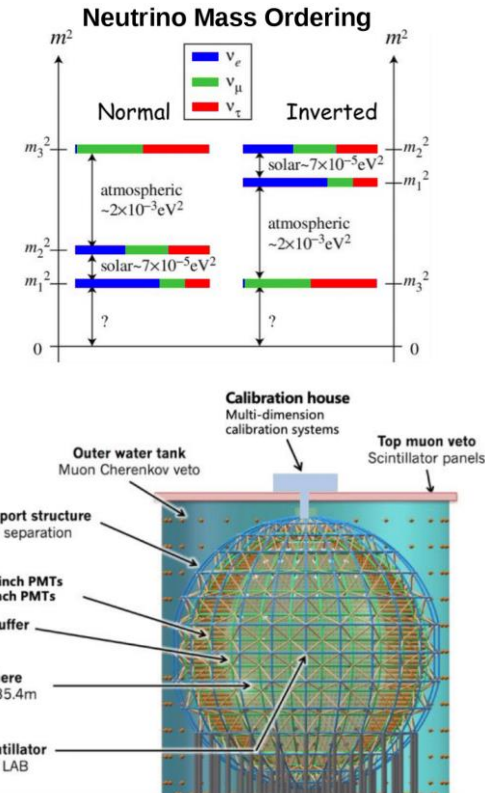 Neutrino Mass Ordering
m²
m²
νe
νμ
ντ
Normal
Inverted
m₃²
m₂²
solar~7×10⁻⁵eV²
m₁²
atmospheric
~2×10⁻³eV²
atmospheric
~2×10⁻³eV²
m₂²
solar~7×10⁻⁵eV²
m₁²
m₃²
?
?
0
0
Calibration house
Multi-dimension
calibration systems
Top muon veto
Scintillator panels
Outer water tank
Muon Cherenkov veto
port structure
separation
inch PMTs
nch PMTs
uffer
ere
35.4m
ntillator
LAB